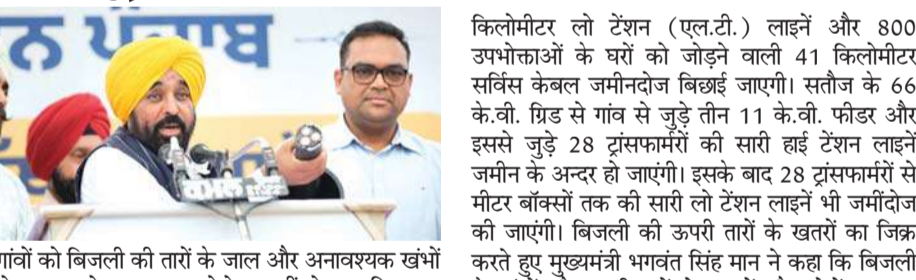 न ਪੰਜਾਬ
गांवों को बिजली की तारों के जाल और अनावश्यक खंभों
किलोमीटर लो टेंशन (एल.टी.) लाइनें और 800
उपभोक्ताओं के घरों को जोड़ने वाली 41 किलोमीटर
सर्विस केबल जमीनदोज बिछाई जाएगी। सतौज के 66
के.वी. ग्रिड से गांव से जुड़े तीन 11 के.वी. फीडर और
इससे जुड़े 28 ट्रांसफार्मरों की सारी हाई टेंशन लाइने
जमीन के अन्दर हो जाएंगी। इसके बाद 28 ट्रांसफार्मरों से
मीटर बॉक्सों तक की सारी लो टेंशन लाइनें भी जमींदोज
की जाएंगी। बिजली की ऊपरी तारों के खतरों का जिक्र
करते हुए मुख्यमंत्री भगवंत सिंह मान ने कहा कि बिजली